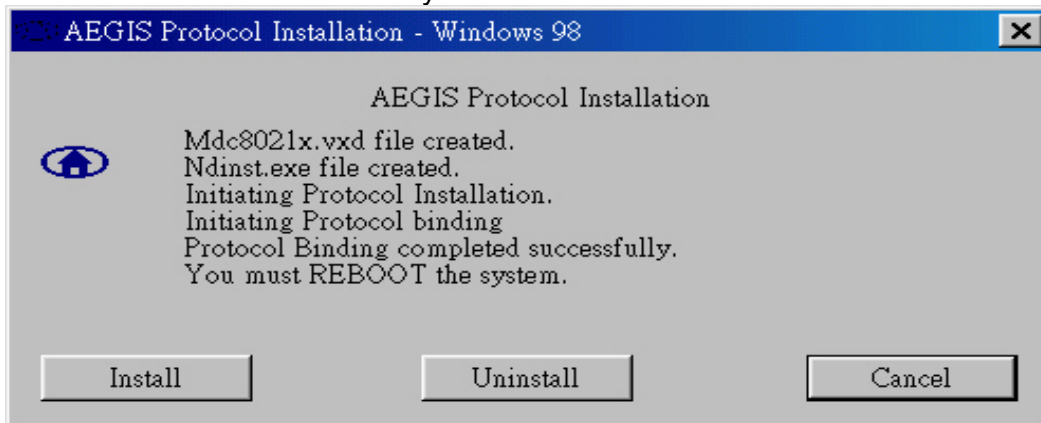 AEGIS Protocol Installation - Windows 98
AEGIS Protocol Installation
Mdc8021x.vxd file created.
Ndinst.exe file created.
Initiating Protocol Installation.
Initiating Protocol binding
Protocol Binding completed successfully.
You must REBOOT the system.
Install Uninstall Cancel